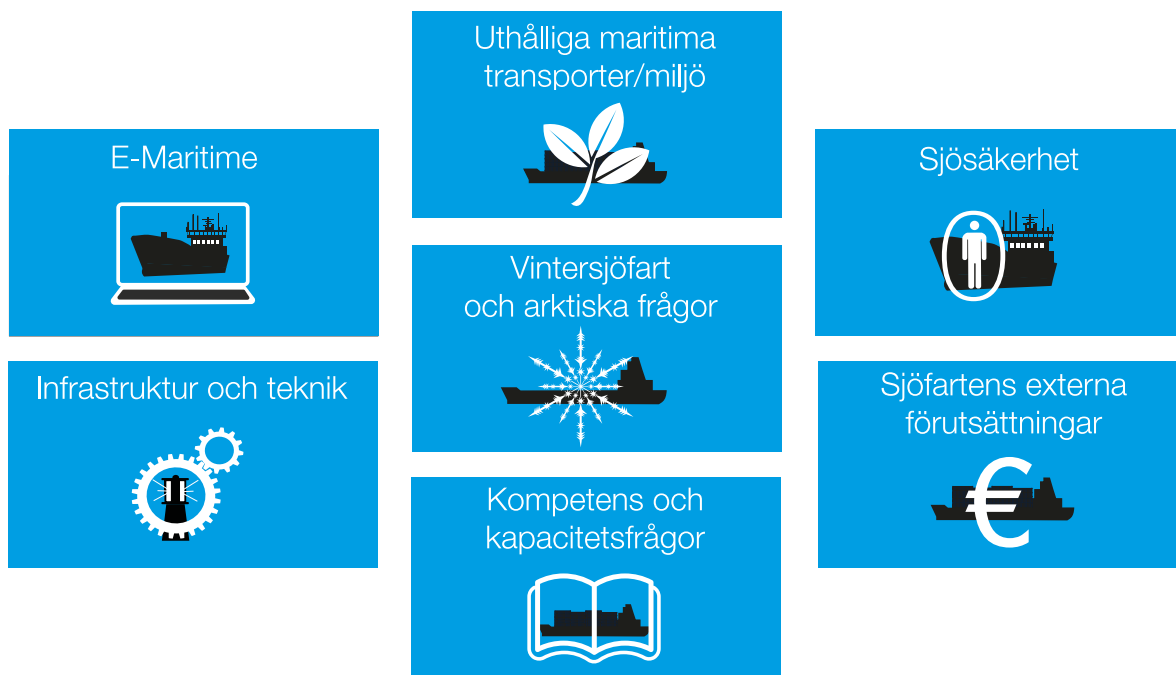 Uthålliga maritima
transporter/miljö
E-Maritime
Sjösäkerhet
Vintersjöfart
och arktiska frågor
Infrastruktur och teknik
Sjöfartens externa
förutsättningar
€
Kompetens och
kapacitetsfrågor